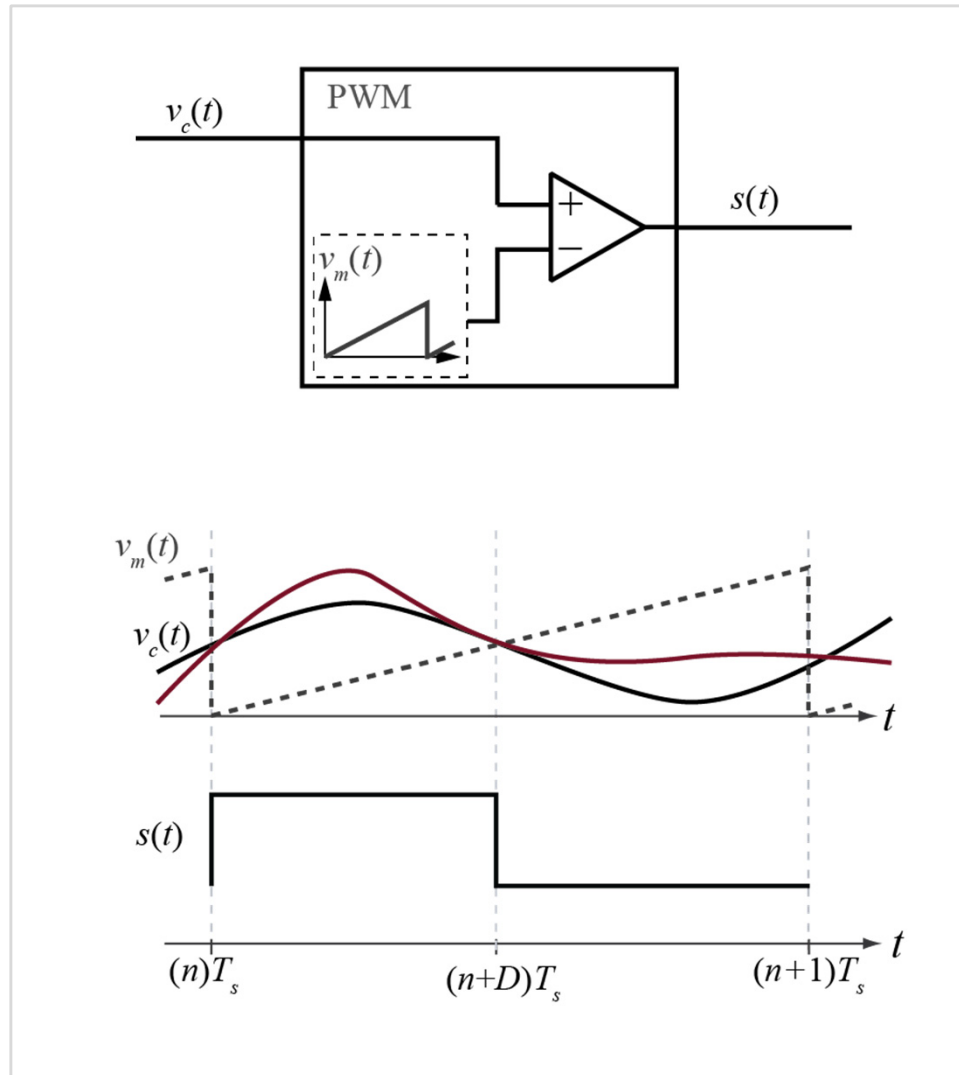 PWM
v_c(t)
s(t)
v_m(t)
+
−
v_m(t)
v_c(t)
t
s(t)
t
(n)T_s
(n+D)T_s
(n+1)T_s